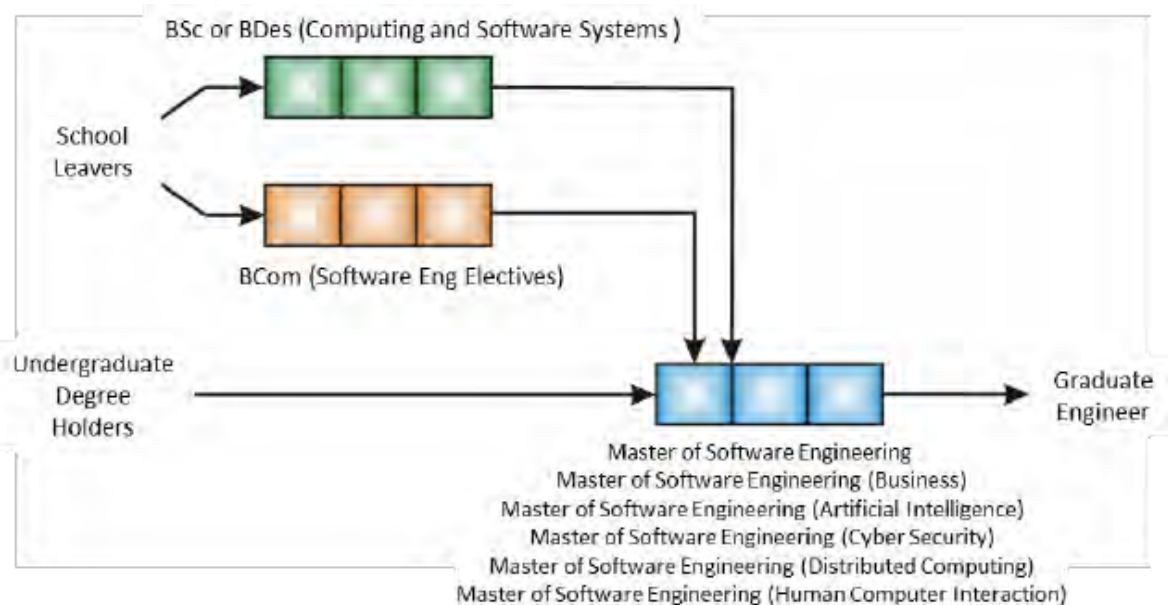 BSc or BDes (Computing and Software Systems )
School
Leavers
BCom (Software Eng Electives)
Undergraduate
Degree
Holders
Graduate
Engineer
Master of Software Engineering
Master of Software Engineering (Business)
Master of Software Engineering (Artificial Intelligence)
Master of Software Engineering (Cyber Security)
Master of Software Engineering (Distributed Computing)
Master of Software Engineering (Human Computer Interaction)